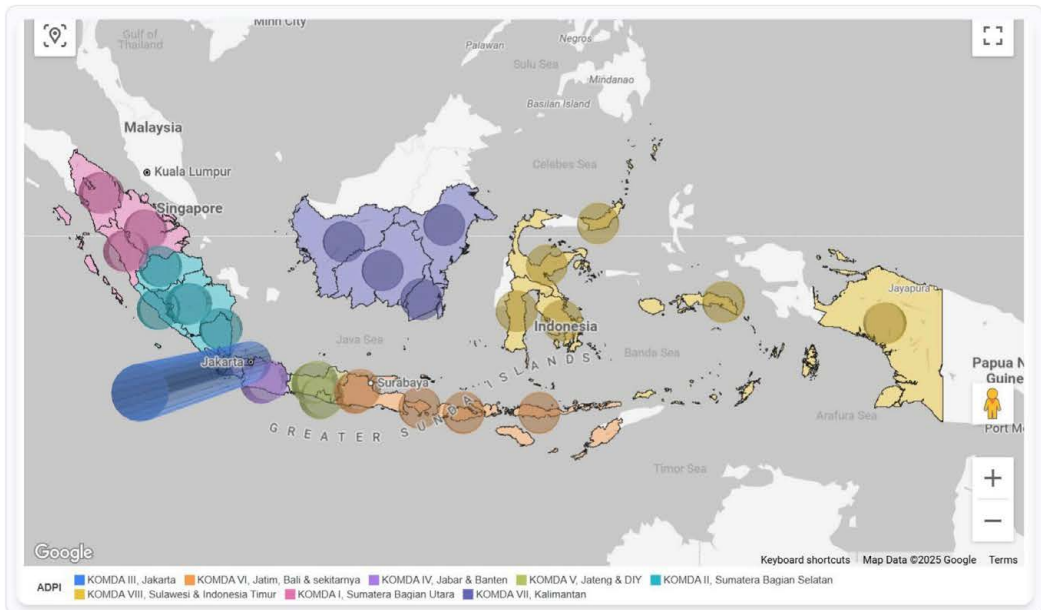 Minh City
Gulf of
Thailand
Palawan
Negros
Sulu Sea
Mindanao
Basilan Island
Malaysia
Celebes Sea
Kuala Lumpur
Singapore
Jayapura
Indonesia
Java Sea
Banda Sea
Jakarta
Papua N
Guine
Surabaya
GREATER SUNDA ISLANDS
Arafura Sea
Port Mo
Timor Sea
Google
Keyboard shortcuts Map Data ©2025 Google Terms
ADPI
KOMDA III, Jakarta KOMDA VI, Jatim, Bali & sekitarnya KOMDA IV, Jabar & Banten KOMDA V, Jateng & DIY KOMDA II, Sumatera Bagian Selatan
KOMDA VIII, Sulawesi & Indonesia Timur KOMDA I, Sumatera Bagian Utara KOMDA VII, Kalimantan